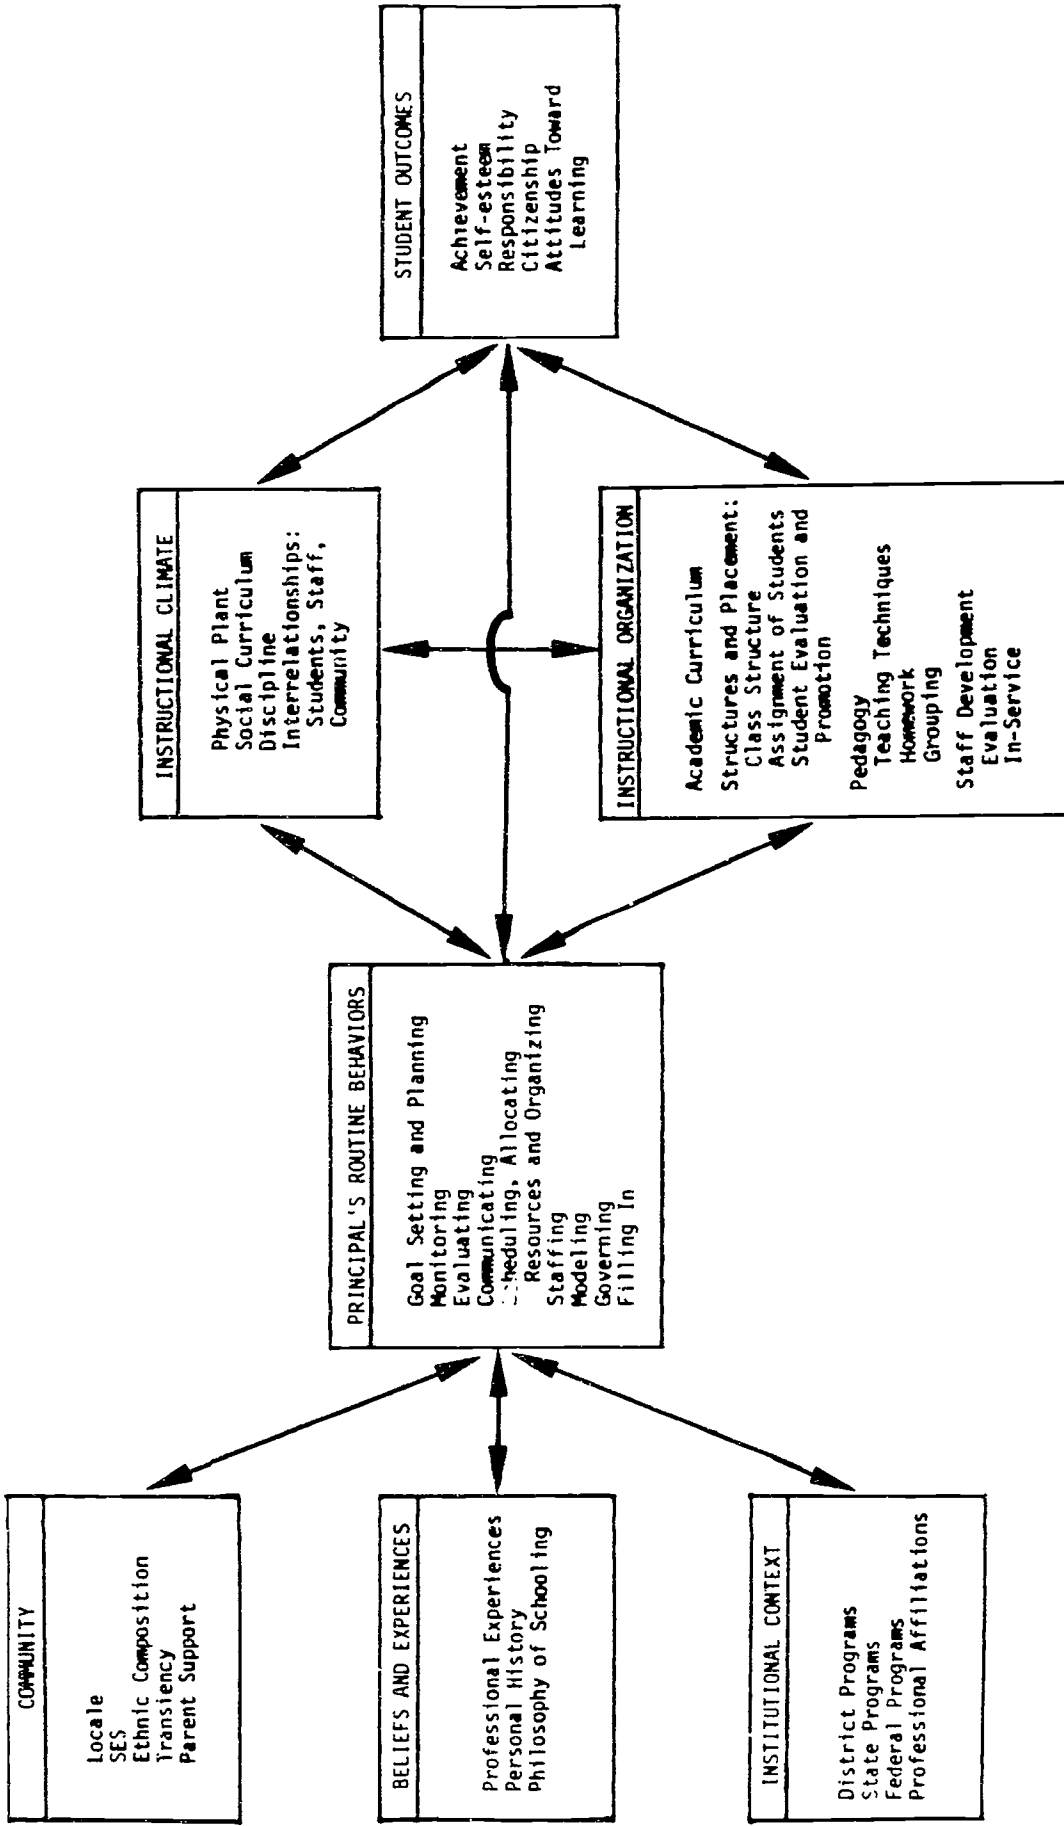 COMMUNITY
Locale
SES
Ethnic Composition
Transiency
Parent Support
BELIEFS AND EXPERIENCES
Professional Experiences
Personal History
Philosophy of Schooling
INSTITUTIONAL CONTEXT
District Programs
State Programs
Federal Programs
Professional Affiliations
PRINCIPAL'S ROUTINE BEHAVIORS
Goal Setting and Planning
Monitoring
Evaluating
Communicating
Scheduling, Allocating
Resources and Organizing
Staffing
Modeling
Governing
Filling In
INSTRUCTIONAL CLIMATE
Physical Plant
Social Curriculum
Discipline
Interrelationships:
Students, Staff,
Community
INSTRUCTIONAL ORGANIZATION
Academic Curriculum
Structures and Placement:
Class Structure
Assignment of Students
Student Evaluation and
Promotion
Pedagogy
Teaching Techniques
Homework
Grouping
Staff Development
Evaluation
In-Service
STUDENT OUTCOMES
Achievement
Self-esteem
Responsibility
Citizenship
Attitudes Toward
Learning